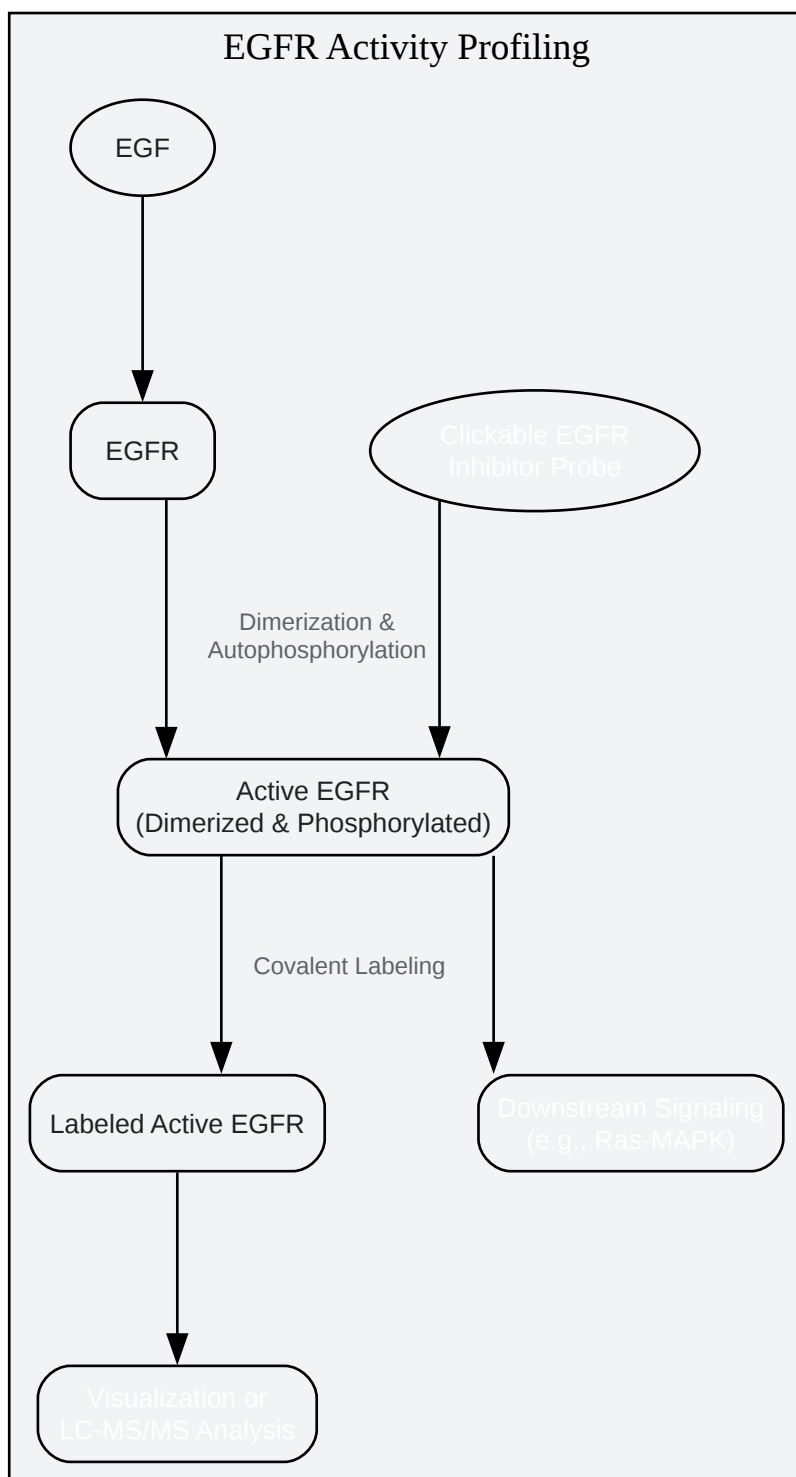 EGFR Activity Profiling
EGF
EGFR
Clickable EGFR
Inhibitor Probe
Dimerization &
Autophosphorylation
Active EGFR
(Dimerized & Phosphorylated)
Covalent Labeling
Labeled Active EGFR
Downstream Signaling
(e.g., Ras-MAPK)
Visualization or
LC-MS/MS Analysis